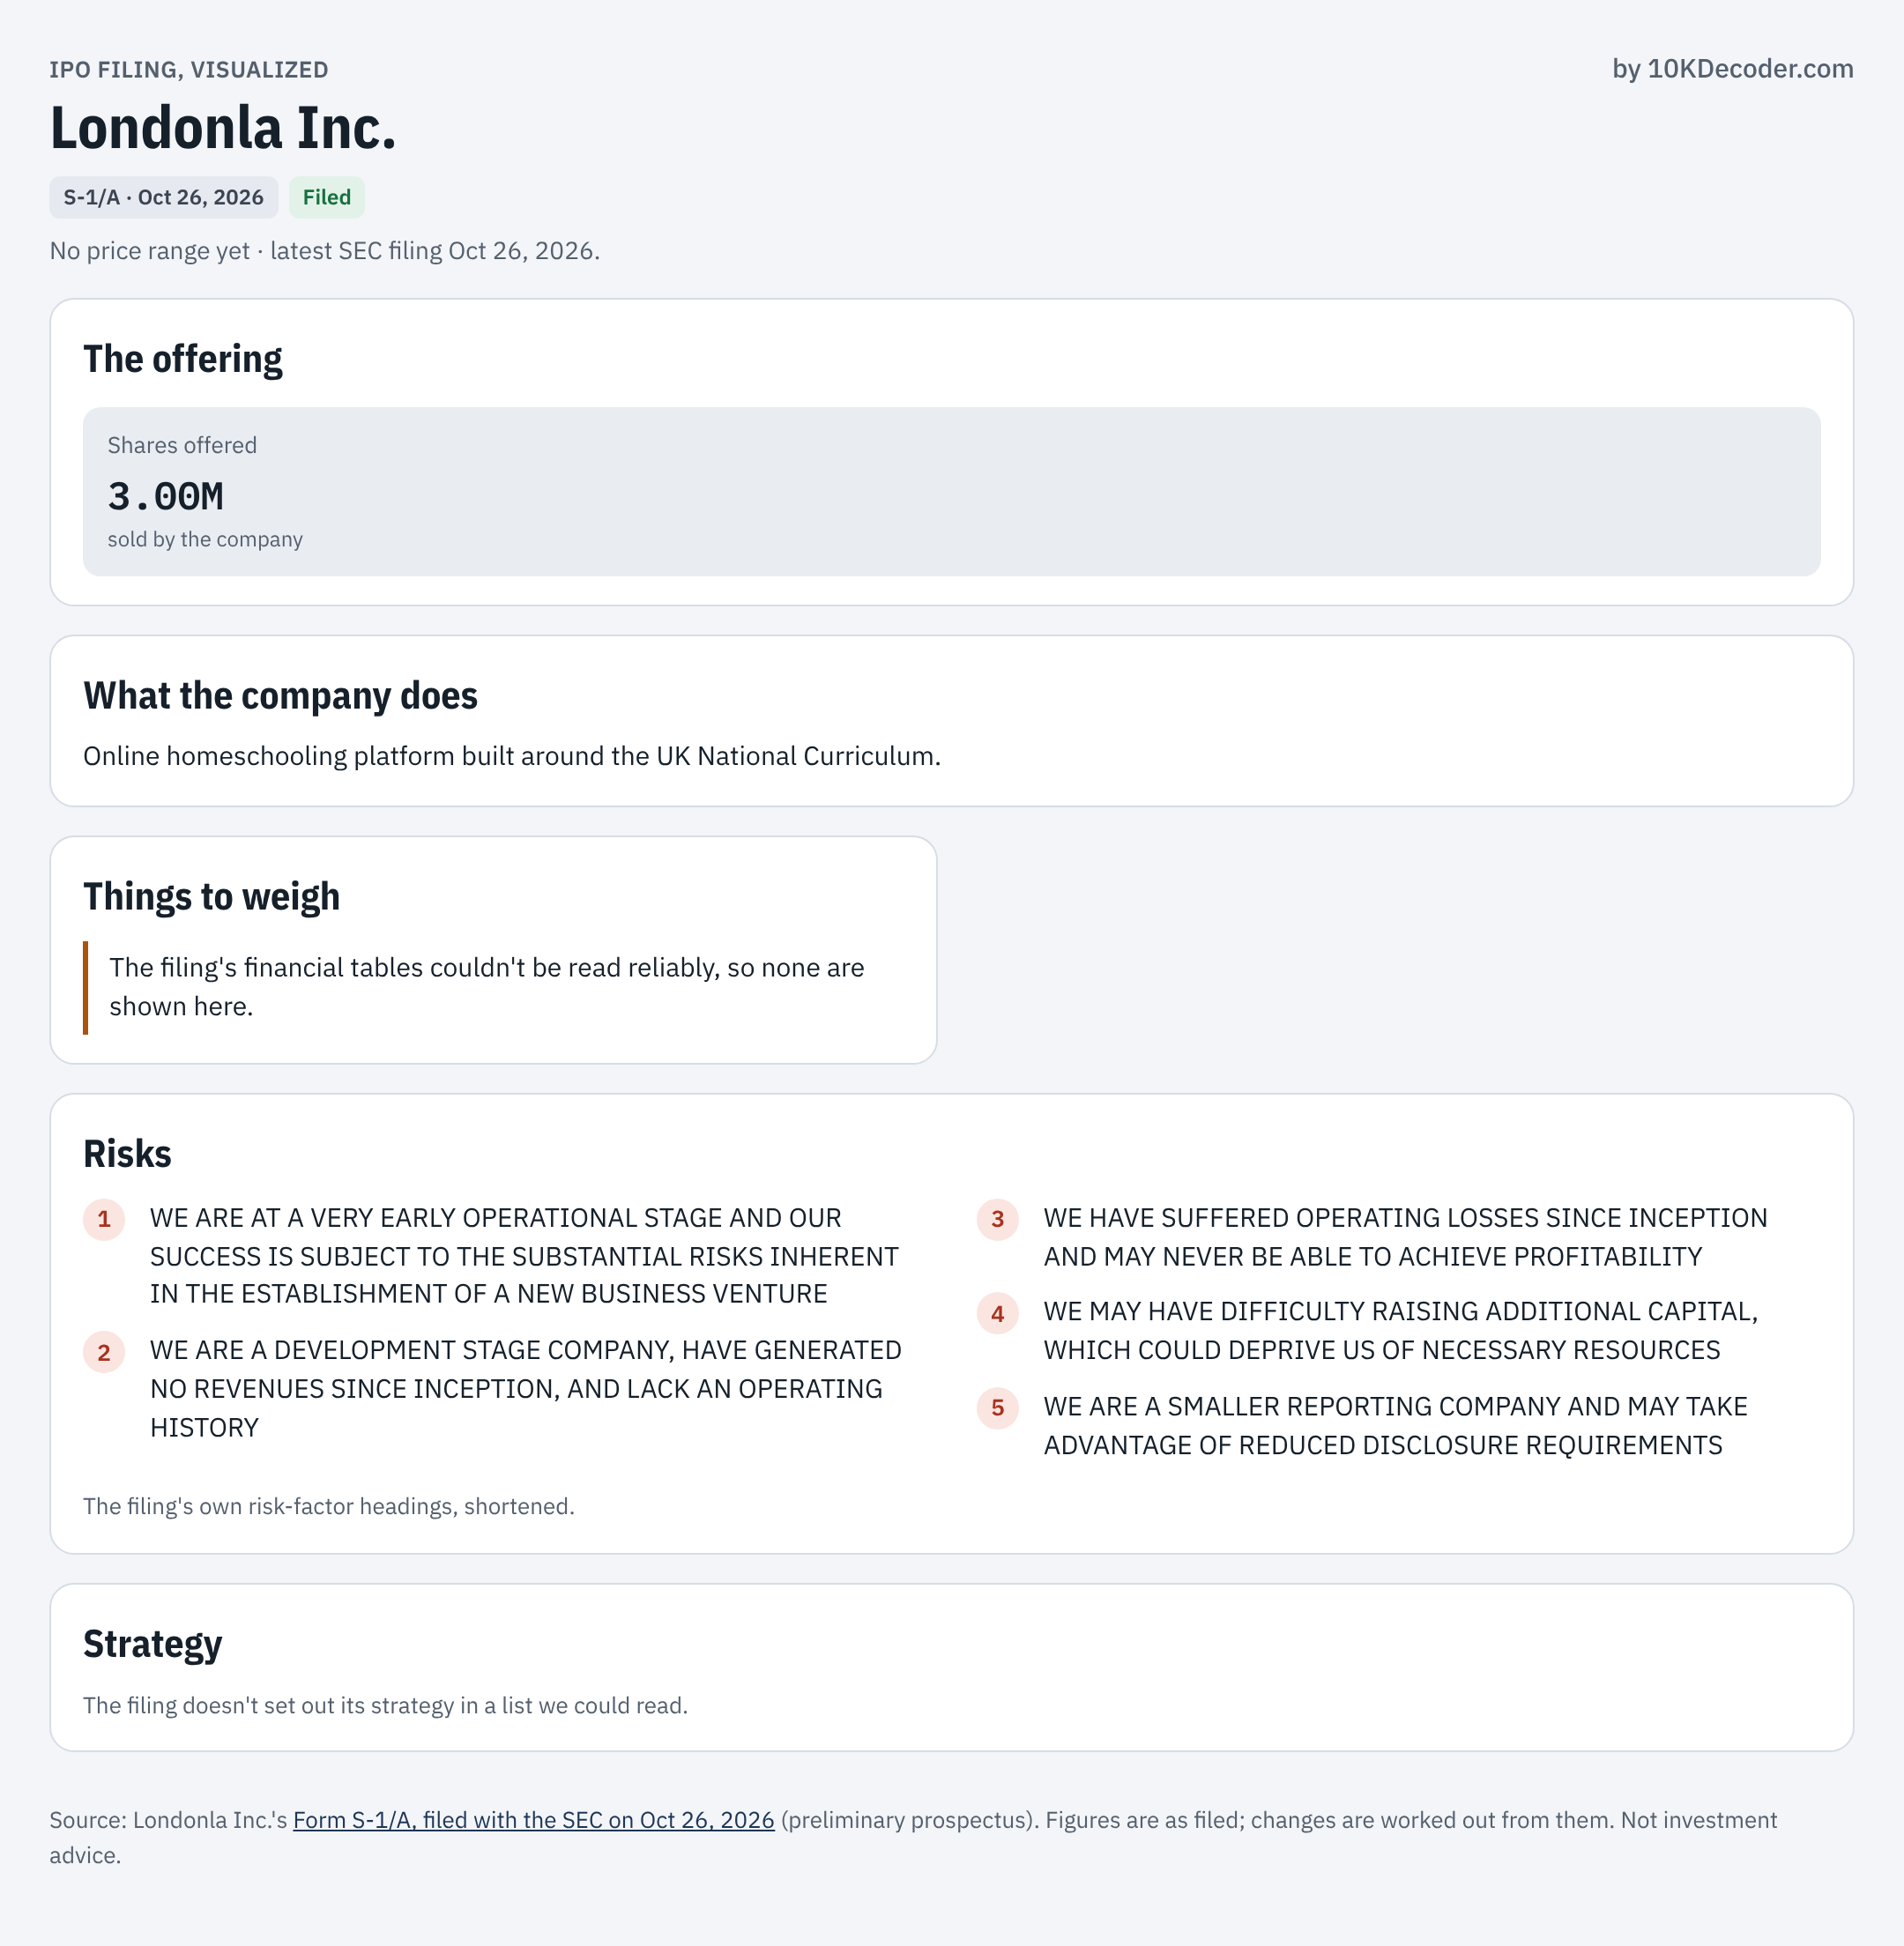 IPO FILING, VISUALIZED
by 10KDecoder.com
Londonla Inc.
S-1/A · Oct 26, 2026
Filed
No price range yet · latest SEC filing Oct 26, 2026.
The offering
Shares offered
3.00M
sold by the company
What the company does
Online homeschooling platform built around the UK National Curriculum.
Things to weigh
The filing's financial tables couldn't be read reliably, so none are
shown here.
Risks
1
WE ARE AT A VERY EARLY OPERATIONAL STAGE AND OUR
SUCCESS IS SUBJECT TO THE SUBSTANTIAL RISKS INHERENT
IN THE ESTABLISHMENT OF A NEW BUSINESS VENTURE
2
WE ARE A DEVELOPMENT STAGE COMPANY, HAVE GENERATED
NO REVENUES SINCE INCEPTION, AND LACK AN OPERATING
HISTORY
3
WE HAVE SUFFERED OPERATING LOSSES SINCE INCEPTION
AND MAY NEVER BE ABLE TO ACHIEVE PROFITABILITY
4
WE MAY HAVE DIFFICULTY RAISING ADDITIONAL CAPITAL,
WHICH COULD DEPRIVE US OF NECESSARY RESOURCES
5
WE ARE A SMALLER REPORTING COMPANY AND MAY TAKE
ADVANTAGE OF REDUCED DISCLOSURE REQUIREMENTS
The filing's own risk-factor headings, shortened.
Strategy
The filing doesn't set out its strategy in a list we could read.
Source: Londonla Inc.'s Form S-1/A, filed with the SEC on Oct 26, 2026 (preliminary prospectus). Figures are as filed; changes are worked out from them. Not investment
advice.